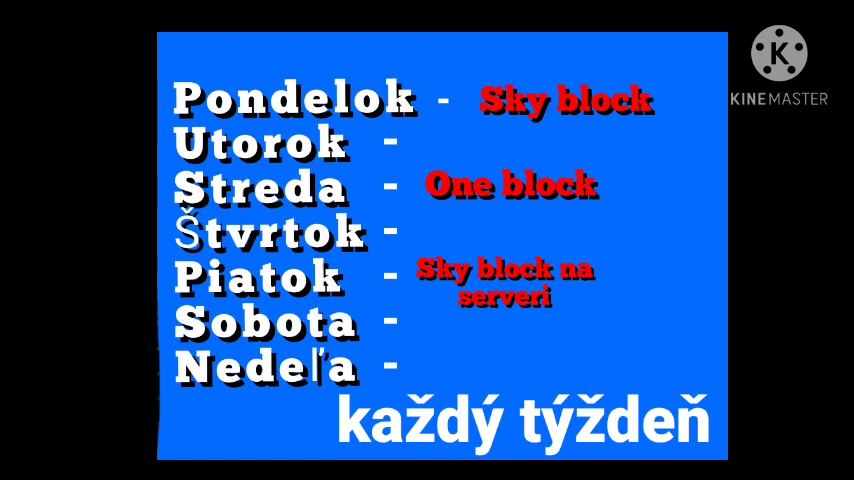 Pondelok - Sky block
Utorok -
Streda - One block
Štvrtok -
Piatok - Sky block na
serveri
Sobota -
Nedeľa -
každý týždeň
K
KINEMASTER